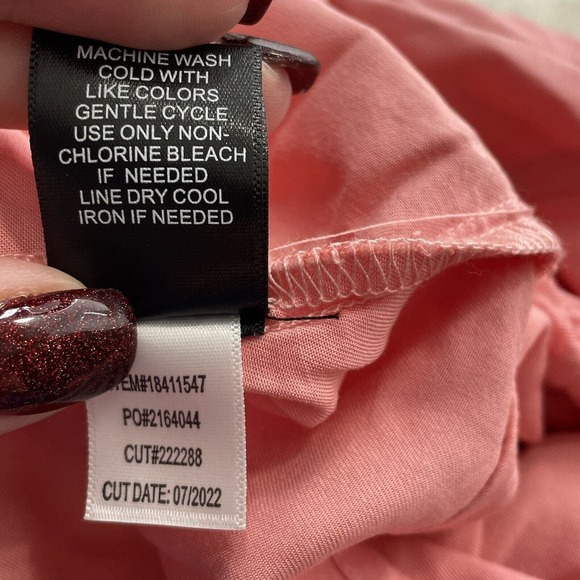 MACHINE WASH
COLD WITH
LIKE COLORS
GENTLE CYCLE
USE ONLY NON-
CHLORINE BLEACH
IF NEEDED
LINE DRY COOL
IRON IF NEEDED
ITEM#18411547
PO#2164044
CUT#222288
CUT DATE: 07/2022